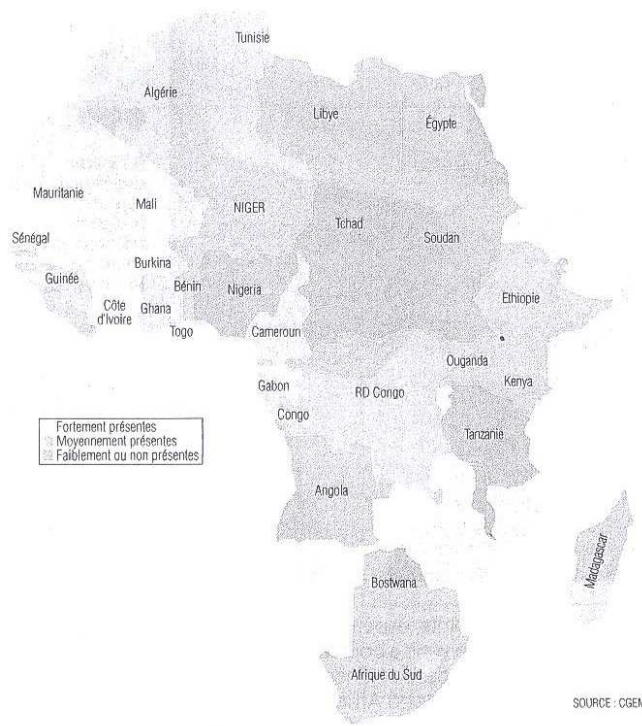 Tunisie
Algérie
Libye
Égypte
Mauritanie
Mali
NIGER
Tchad
Soudan
Sénégal
Burkina
Guinée
Bénin
Nigeria
Ethiopie
Côte
d'Ivoire
Ghana
Togo
Cameroun
Ouganda
Gabon
RD Congo
Kenya
Congo
Fortement présentes
Moyennement présentes
Faiblement ou non présentes
Tanzanie
Angola
Madagascar
Bostwana
Afrique du Sud
SOURCE : CGEM